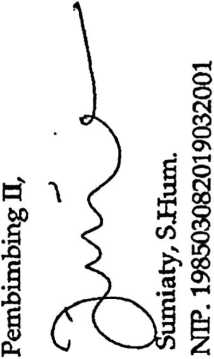 Pembimbing II,
Sumiaty, S.Hum.
NIP. 198503082019032001